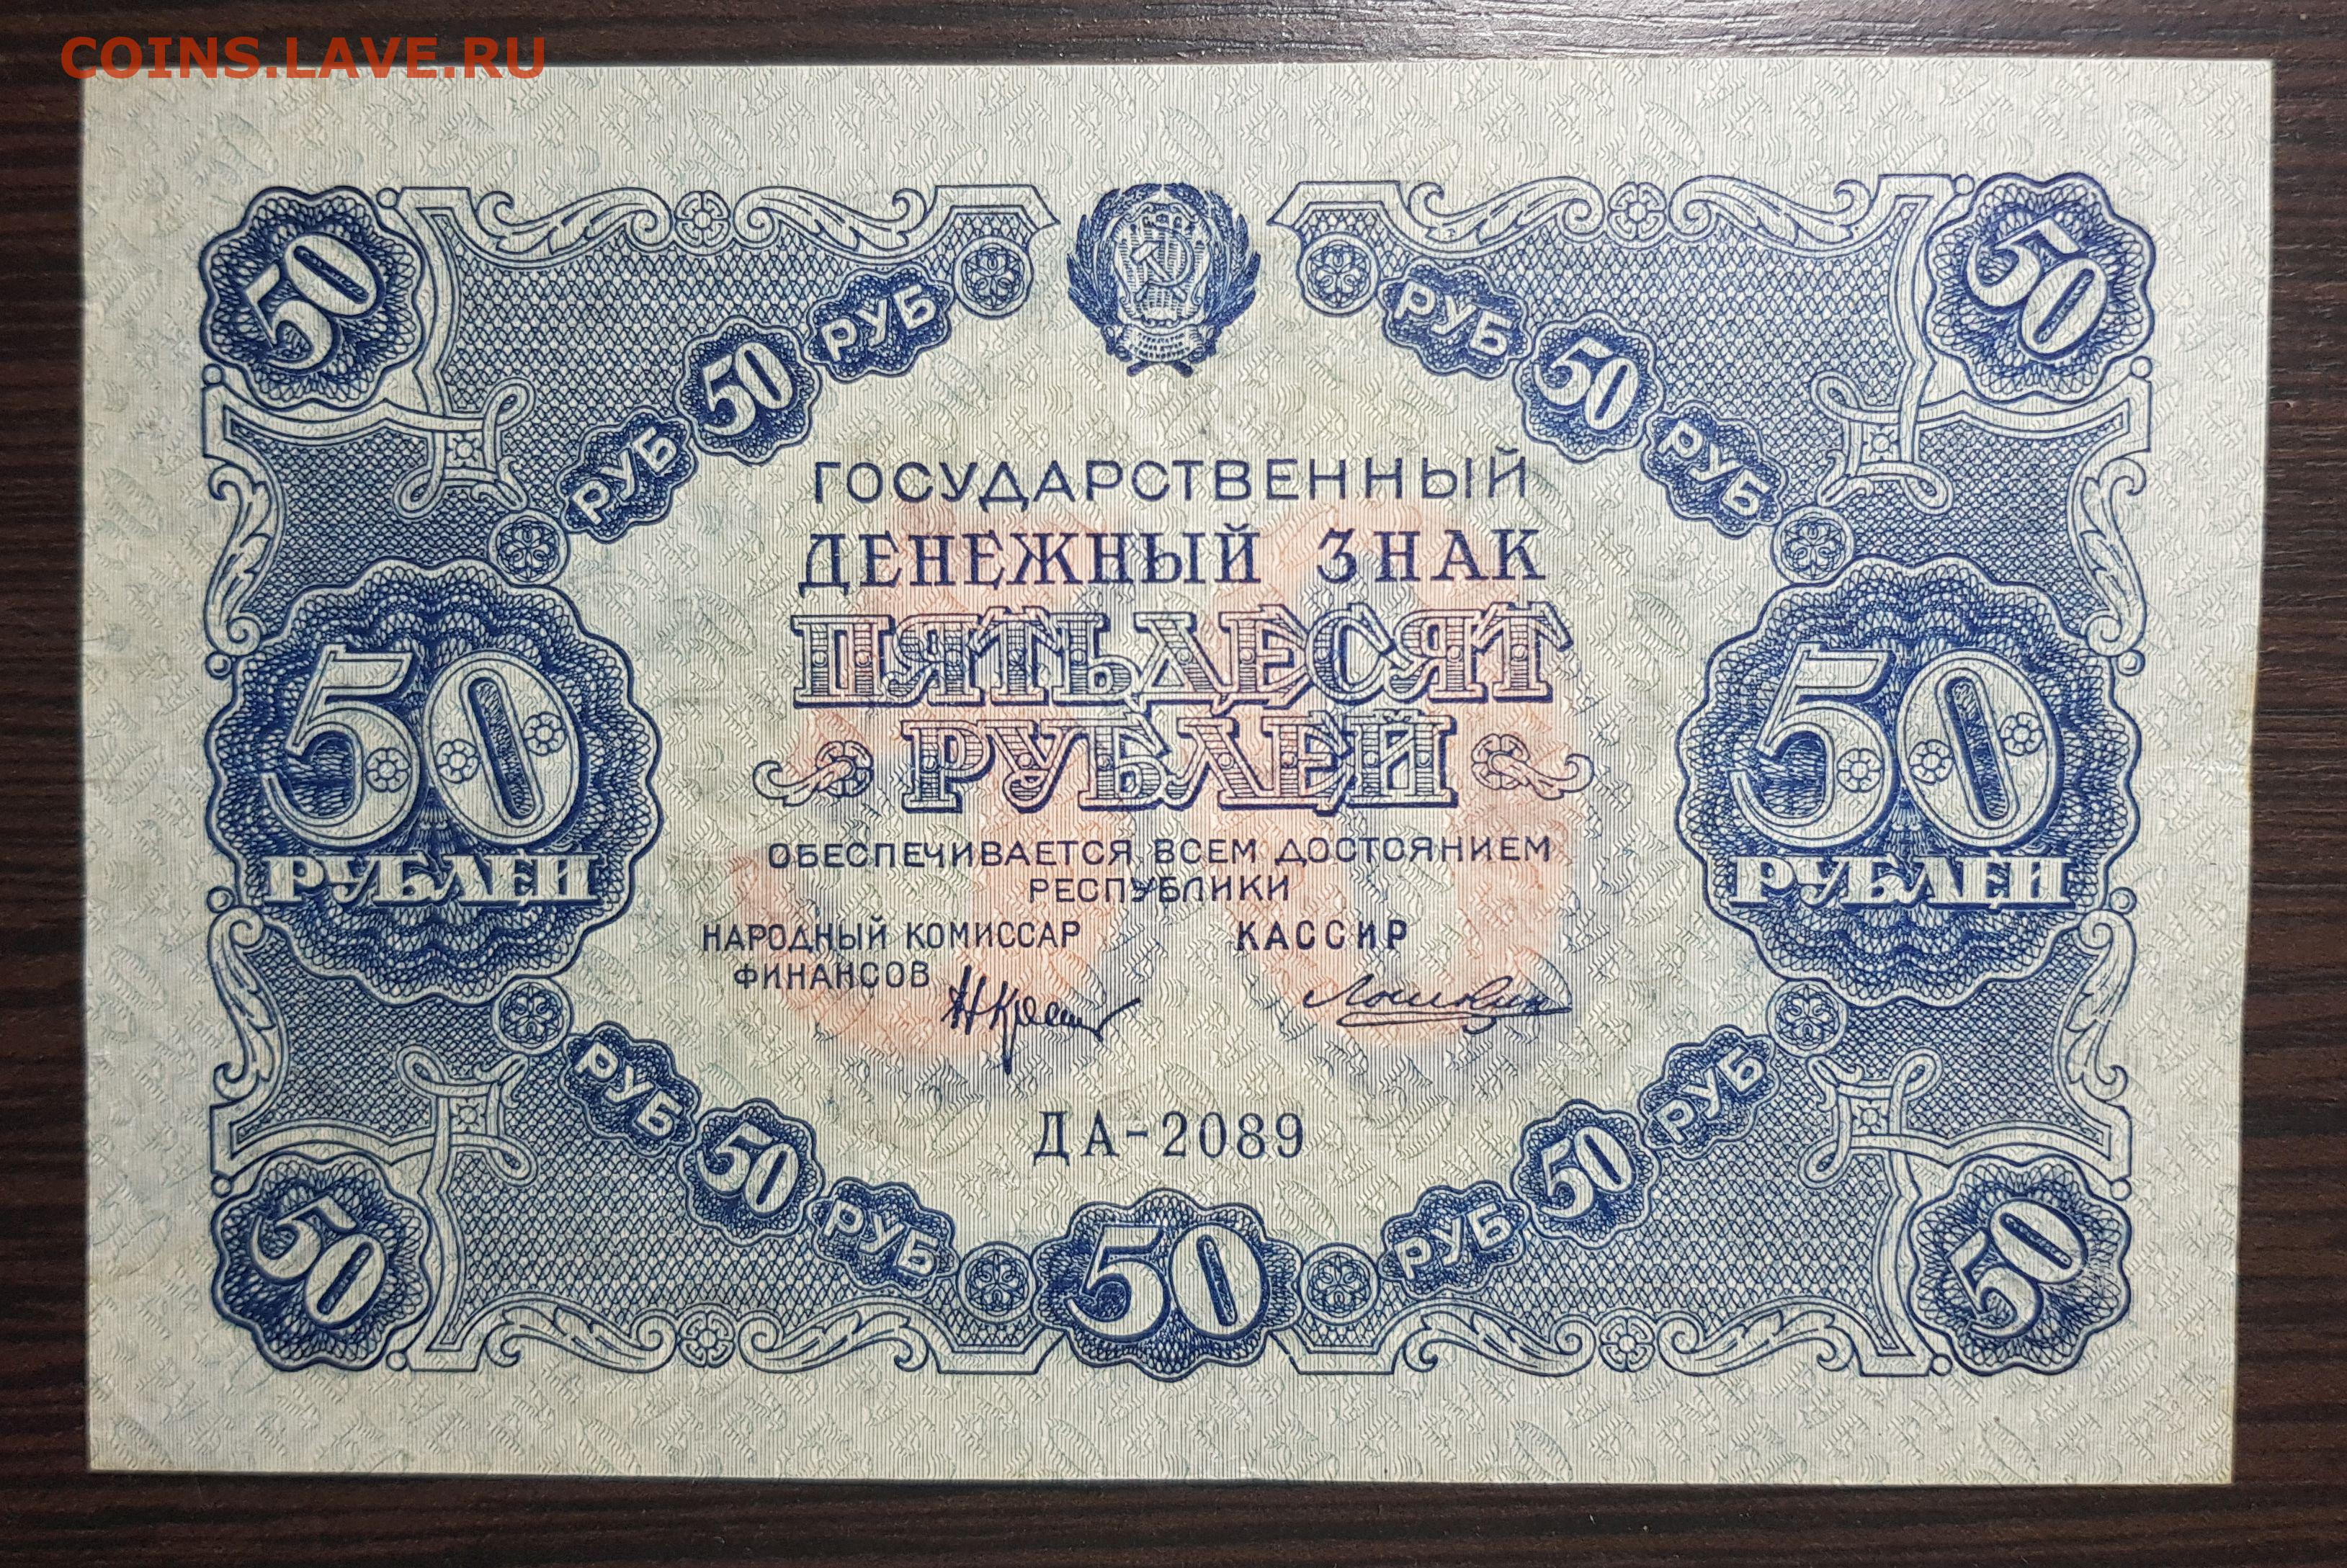 COINS.LAVE.RU
50
50
РУБ
РУБ
50
50
РУБ
РУБ
ГОСУДАРСТВЕННЫЙ
ДЕНЕЖНЫЙ ЗНАК
ПЯТЬДЕСЯТ
РУБЛЕЙ
50
РУБЛЕЙ
50
РУБЛЕЙ
ОБЕСПЕЧИВАЕТСЯ ВСЕМ ДОСТОЯНИЕМ
РЕСПУБЛИКИ
НАРОДНЫЙ КОМИССАР
ФИНАНСОВ
КАССИР
ДА-2089
РУБ
РУБ
50
50
РУБ
РУБ
50
50
50